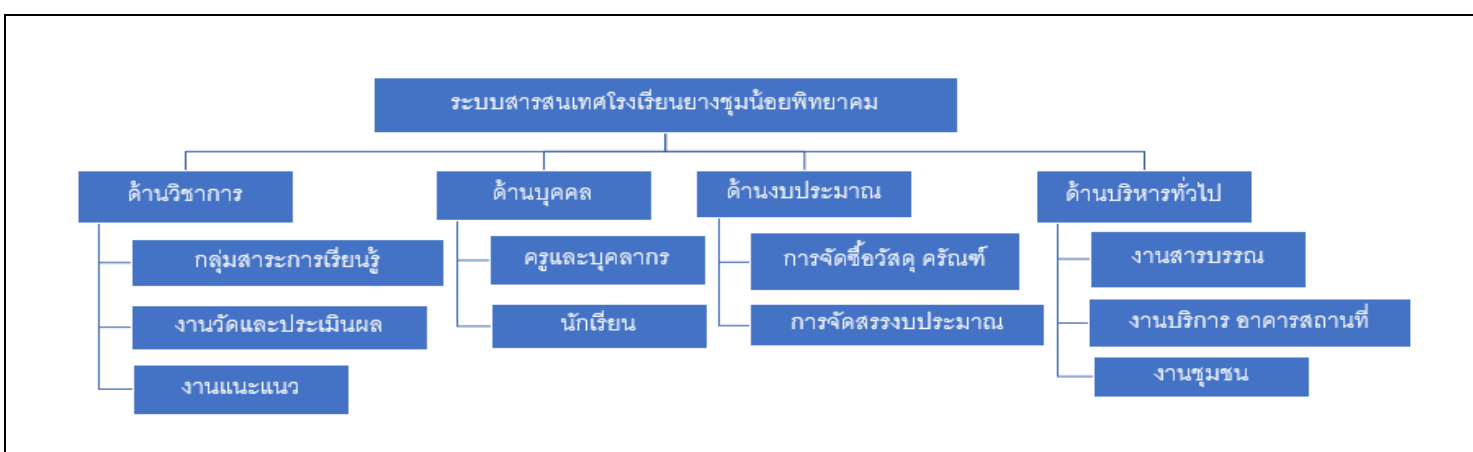 ระบบสารสนเทศโรงเรียนยางชุมน้อยพิทยาคม
ด้านวิชาการ
กลุ่มสาระการเรียนรู้
งานวัดและประเมินผล
งานแนะแนว
ด้านบุคคล
ครูและบุคลากร
นักเรียน
ด้านงบประมาณ
การจัดซื้อวัสดุ ครัณฑ์
การจัดสรรงบประมาณ
ด้านบริหารทั่วไป
งานสารบรรณ
งานบริการ อาคารสถานที่
งานชุมชน